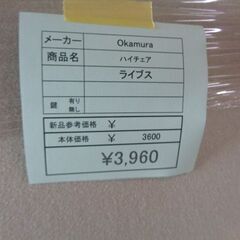 メーカー Okamura
商品名 ハイチェア
ライブス
鍵 有り 無し
新品参考価格 ¥
本体価格 ¥ 3600
¥3,960